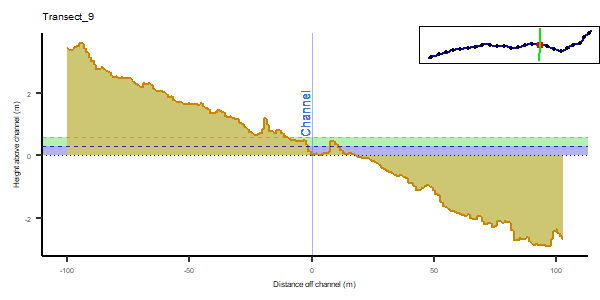 Transect_9
Channel
Height above channel (m)
2
0
-2
-100
-50
0
50
100
Distance off channel (m)